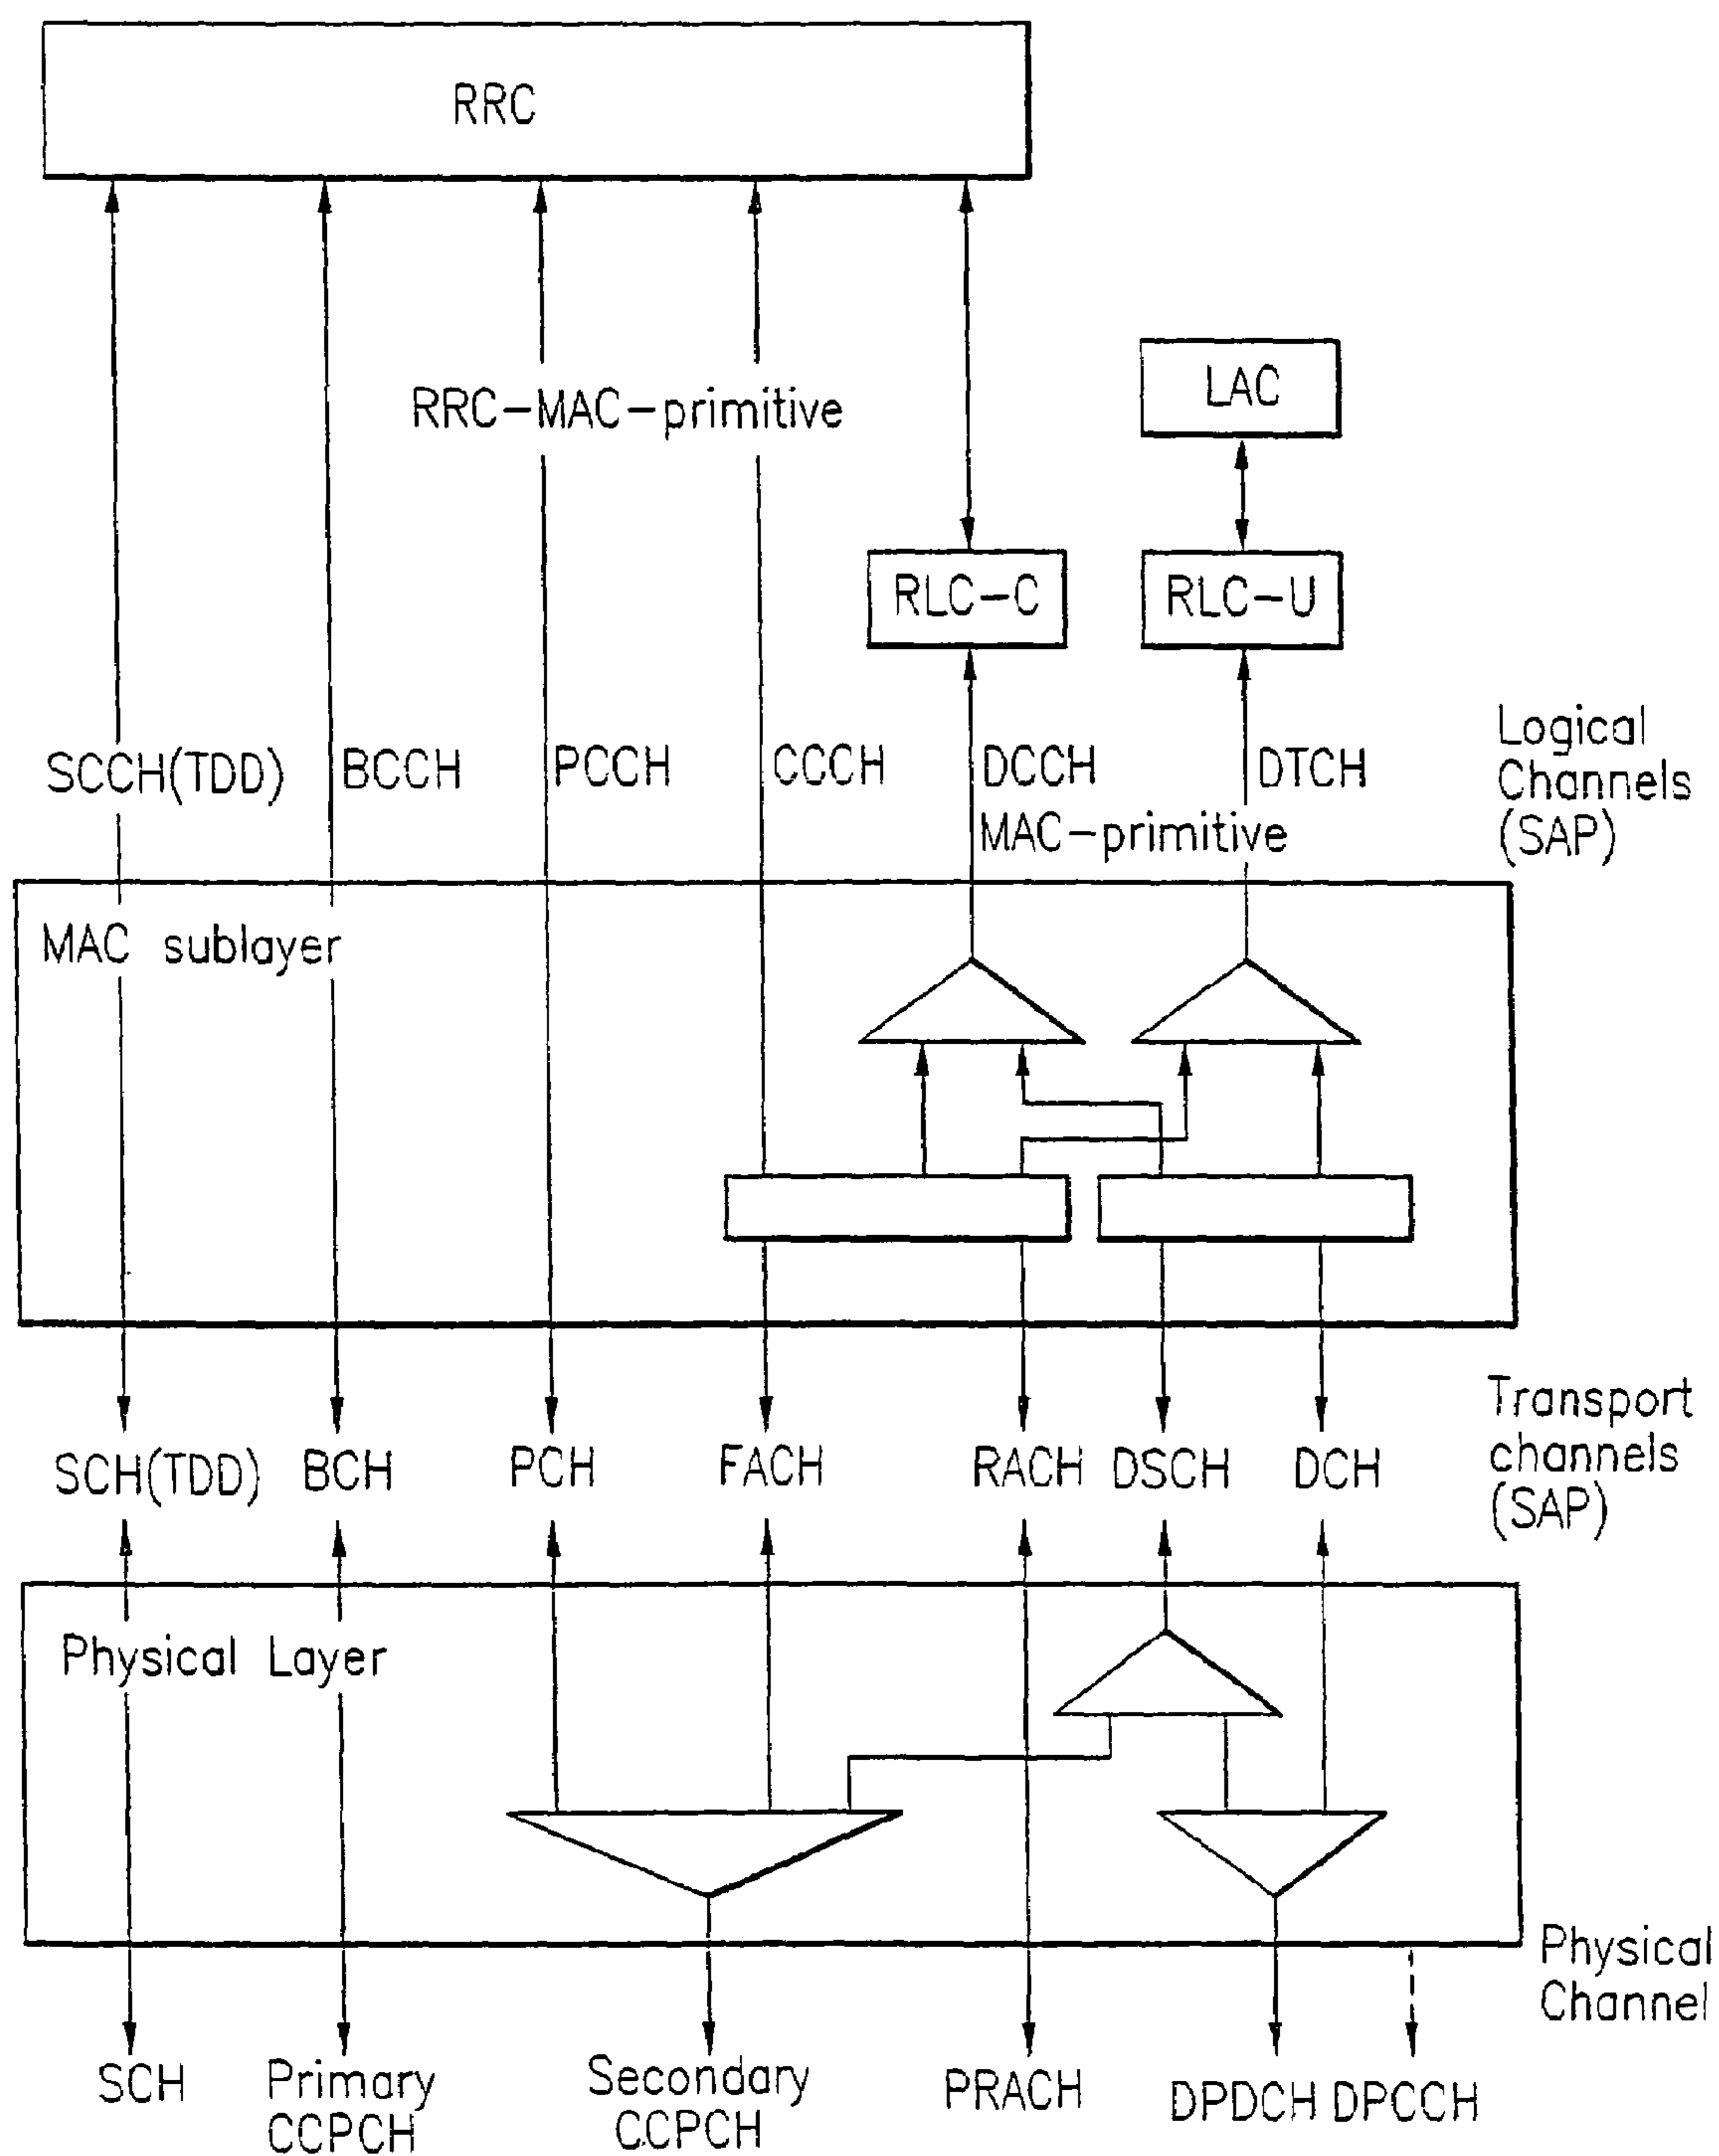 RRC
RRC-MAC-primitive
LAC
RLC-C
RLC-U
SCCH(TDD)
BCCH
PCCH
CCCH
DCCH
DTCH
MAC-primitive
Logical
Channels
(SAP)
MAC sublayer
SCH(TDD)
BCH
PCH
FACH
RACH
DSCH
DCH
Transport
channels
(SAP)
Physical Layer
Physical
Channel
SCH
Primary
CCPCH
Secondary
CCPCH
PRACH
DPDCH
DPCCH